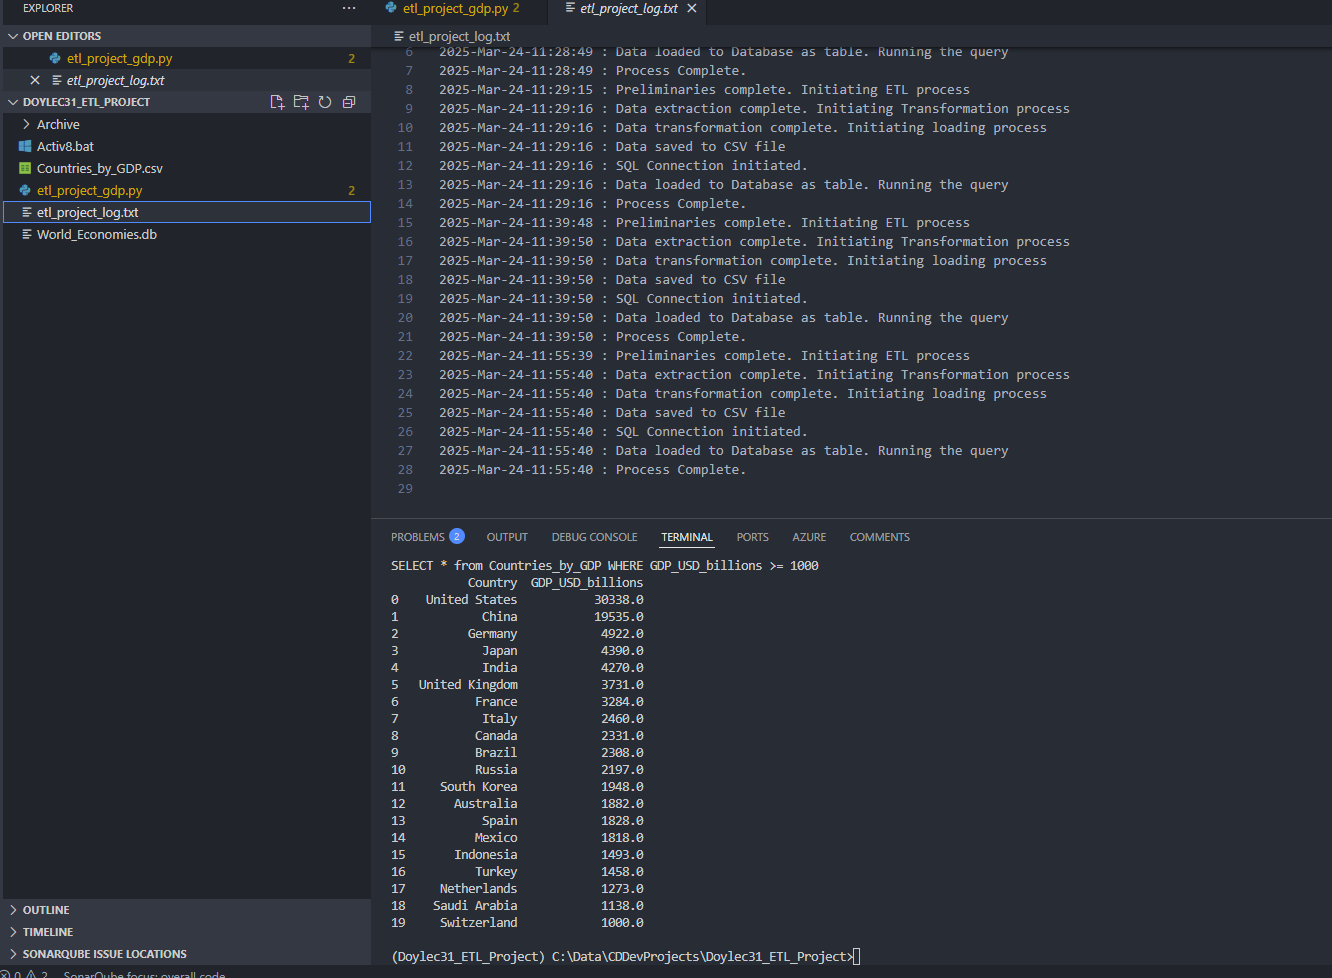 EXPLORER
OPEN EDITORS
etl_project_gdp.py 2
etl_project_log.txt
DOYLEC31_ETL_PROJECT
Archive
Activ8.bat
Countries_by_GDP.csv
etl_project_gdp.py 2
etl_project_log.txt
World_Economies.db
OUTLINE
TIMELINE
SONARQUBE ISSUE LOCATIONS
0 2 SonarQube focus: overall code
etl_project_gdp.py 2 etl_project_log.txt
etl_project_log.txt
6 2025-Mar-24-11:28:49 : Data loaded to Database as table. Running the query
7 2025-Mar-24-11:28:49 : Process Complete.
8 2025-Mar-24-11:29:15 : Preliminaries complete. Initiating ETL process
9 2025-Mar-24-11:29:16 : Data extraction complete. Initiating Transformation process
10 2025-Mar-24-11:29:16 : Data transformation complete. Initiating loading process
11 2025-Mar-24-11:29:16 : Data saved to CSV file
12 2025-Mar-24-11:29:16 : SQL Connection initiated.
13 2025-Mar-24-11:29:16 : Data loaded to Database as table. Running the query
14 2025-Mar-24-11:29:16 : Process Complete.
15 2025-Mar-24-11:39:48 : Preliminaries complete. Initiating ETL process
16 2025-Mar-24-11:39:50 : Data extraction complete. Initiating Transformation process
17 2025-Mar-24-11:39:50 : Data transformation complete. Initiating loading process
18 2025-Mar-24-11:39:50 : Data saved to CSV file
19 2025-Mar-24-11:39:50 : SQL Connection initiated.
20 2025-Mar-24-11:39:50 : Data loaded to Database as table. Running the query
21 2025-Mar-24-11:39:50 : Process Complete.
22 2025-Mar-24-11:55:39 : Preliminaries complete. Initiating ETL process
23 2025-Mar-24-11:55:40 : Data extraction complete. Initiating Transformation process
24 2025-Mar-24-11:55:40 : Data transformation complete. Initiating loading process
25 2025-Mar-24-11:55:40 : Data saved to CSV file
26 2025-Mar-24-11:55:40 : SQL Connection initiated.
27 2025-Mar-24-11:55:40 : Data loaded to Database as table. Running the query
28 2025-Mar-24-11:55:40 : Process Complete.
29
PROBLEMS 2 OUTPUT DEBUG CONSOLE TERMINAL PORTS AZURE COMMENTS
SELECT * from Countries_by_GDP WHERE GDP_USD_billions >= 1000
Country GDP_USD_billions
0 United States 30338.0
1 China 19535.0
2 Germany 4922.0
3 Japan 4390.0
4 India 4270.0
5 United Kingdom 3731.0
6 France 3284.0
7 Italy 2460.0
8 Canada 2331.0
9 Brazil 2308.0
10 Russia 2197.0
11 South Korea 1948.0
12 Australia 1882.0
13 Spain 1828.0
14 Mexico 1818.0
15 Indonesia 1493.0
16 Turkey 1458.0
17 Netherlands 1273.0
18 Saudi Arabia 1138.0
19 Switzerland 1000.0
(Doylec31_ETL_Project) C:\Data\CDDevProjects\Doylec31_ETL_Project>